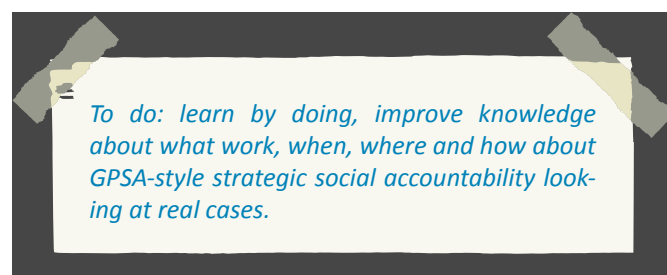 To do: learn by doing, improve knowledge
about what work, when, where and how about
GPSA-style strategic social accountability look-
ing at real cases.